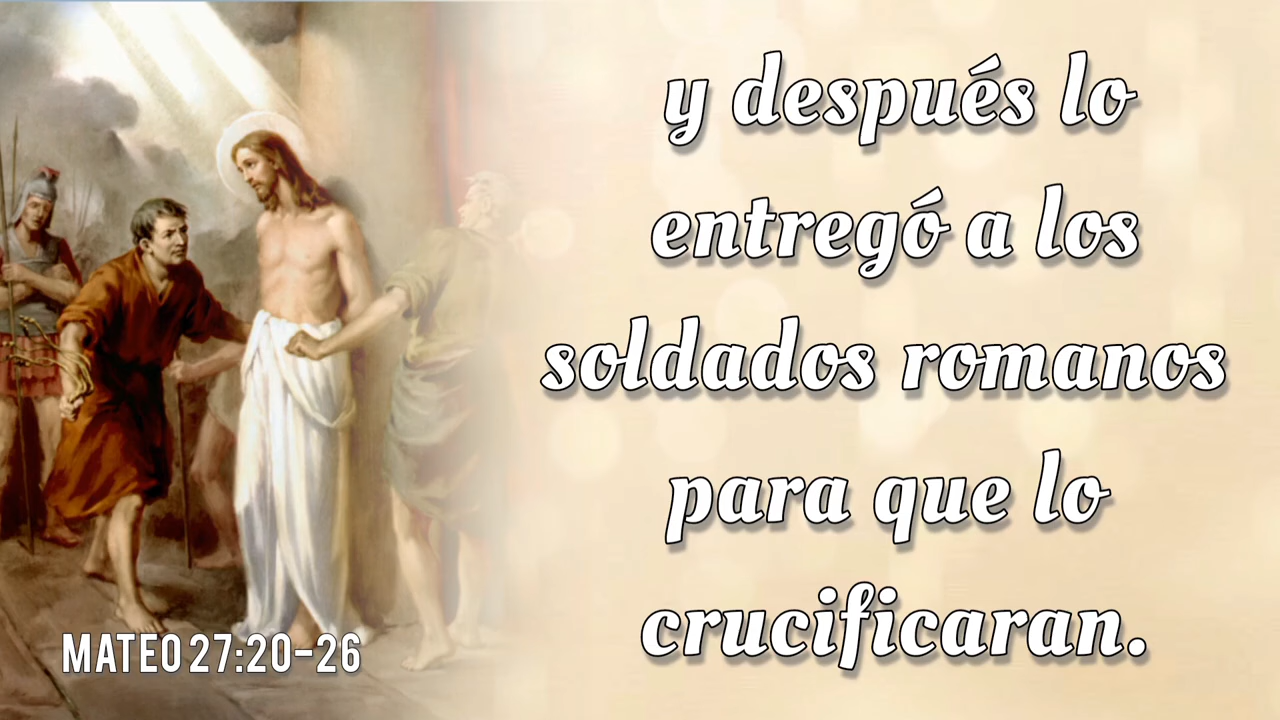 y después lo
entregó a los
soldados romanos
para que lo
crucificaran.
MATEO 27:20-26